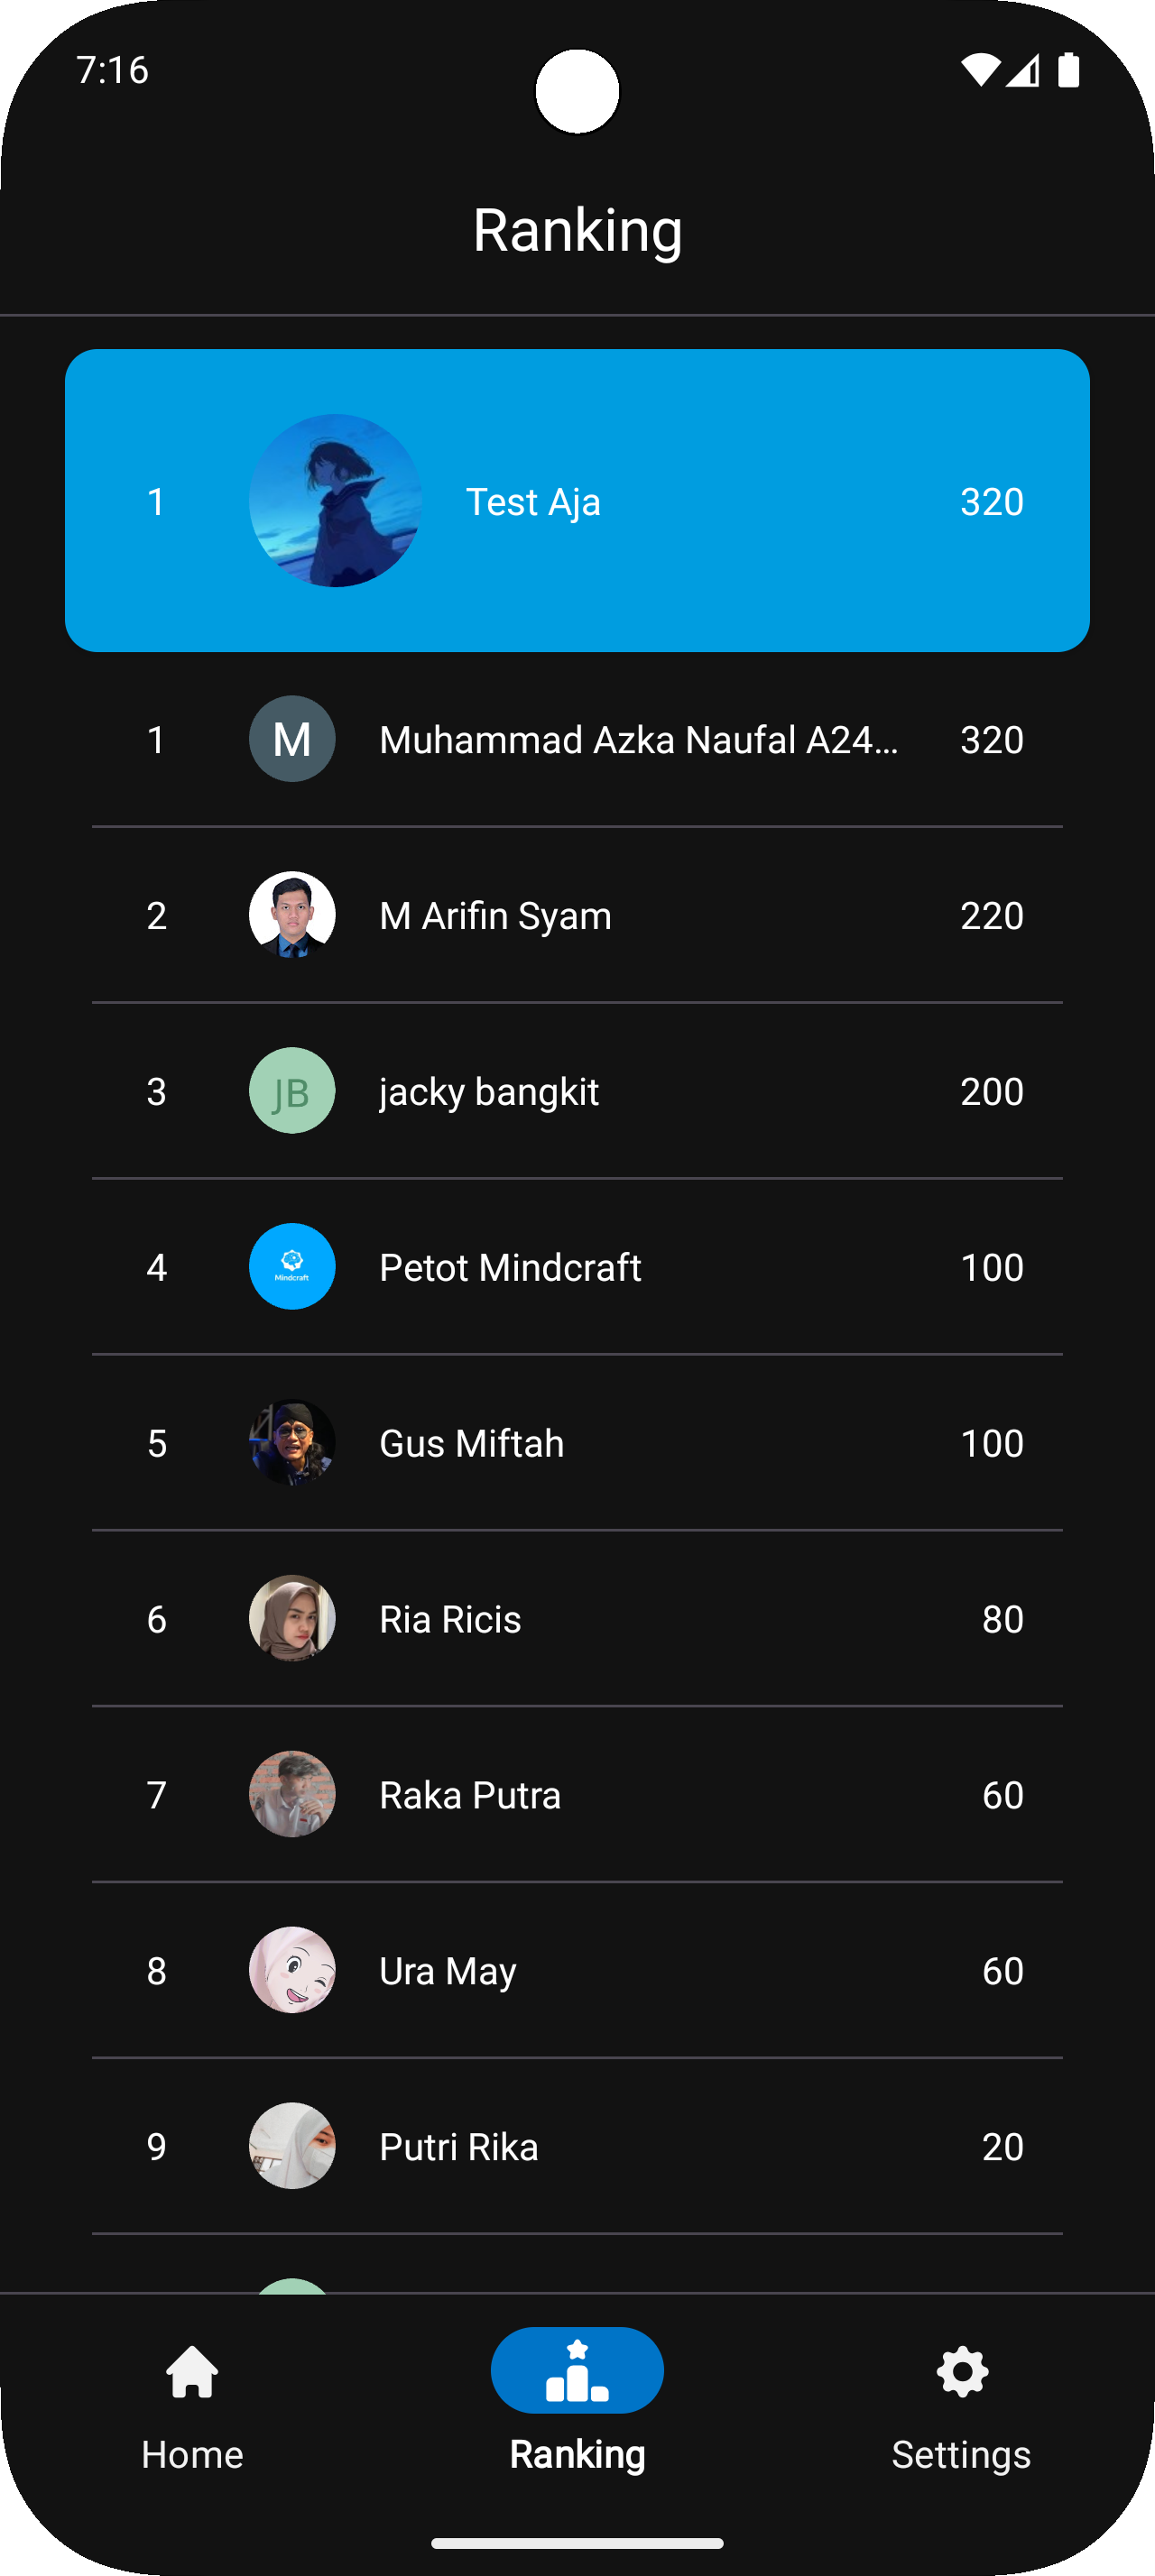 7:16
Ranking
1 Test Aja 320
1 M Muhammad Azka Naufal A24... 320
2 M Arifin Syam 220
3 JB jacky bangkit 200
4 Mindcraft Petot Mindcraft 100
5 Gus Miftah 100
6 Ria Ricis 80
7 Raka Putra 60
8 Ura May 60
9 Putri Rika 20
Home Ranking Settings